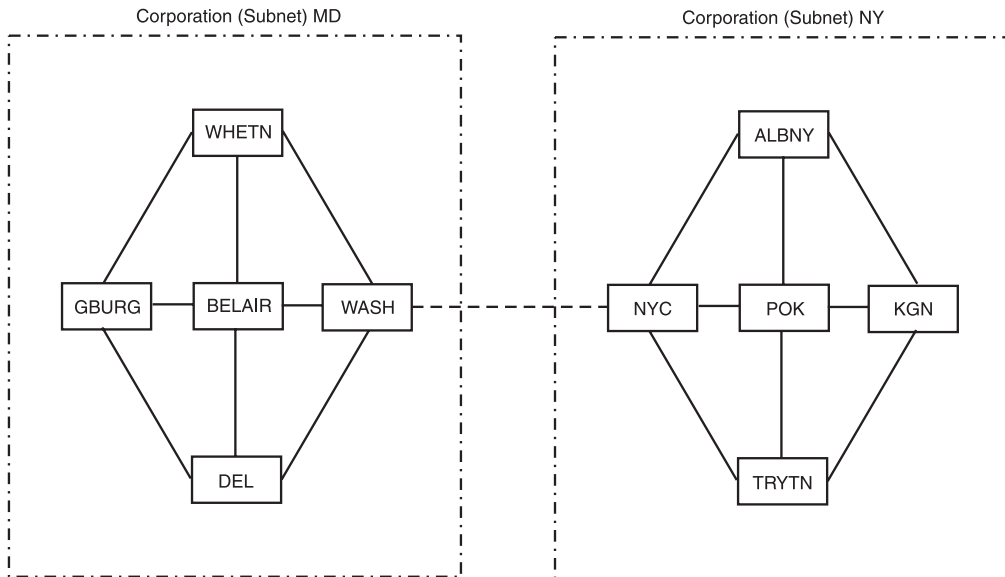 Corporation (Subnet) MD
Corporation (Subnet) NY
WHETN
ALBNY
GBURG
BELAIR
WASH
NYC
POK
KGN
DEL
TRYTN